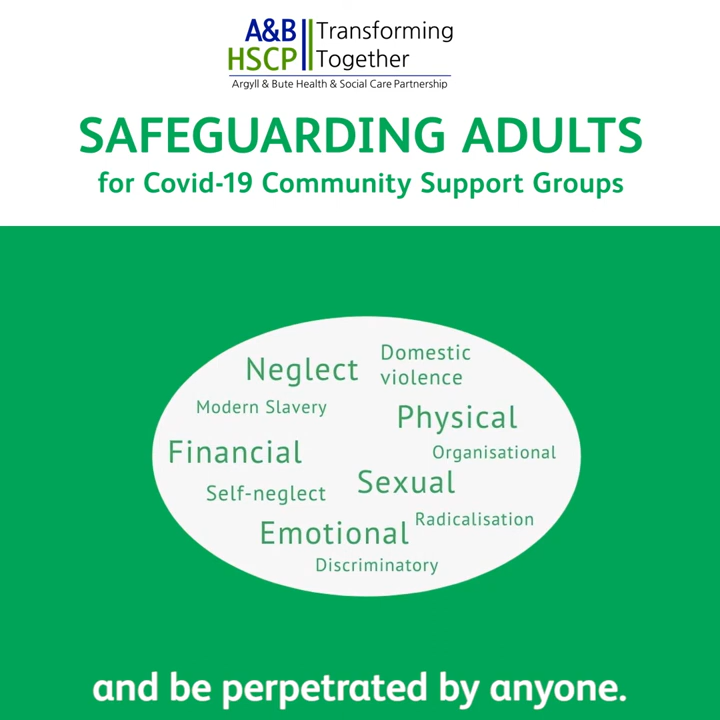 A&B
HSCP
Transforming
Together
Argyll & Bute Health & Social Care Partnership
SAFEGUARDING ADULTS
for Covid-19 Community Support Groups
Neglect
Domestic
violence
Modern Slavery
Physical
Financial
Organisational
Self-neglect
Sexual
Emotional
Radicalisation
Discriminatory
and be perpetrated by anyone.